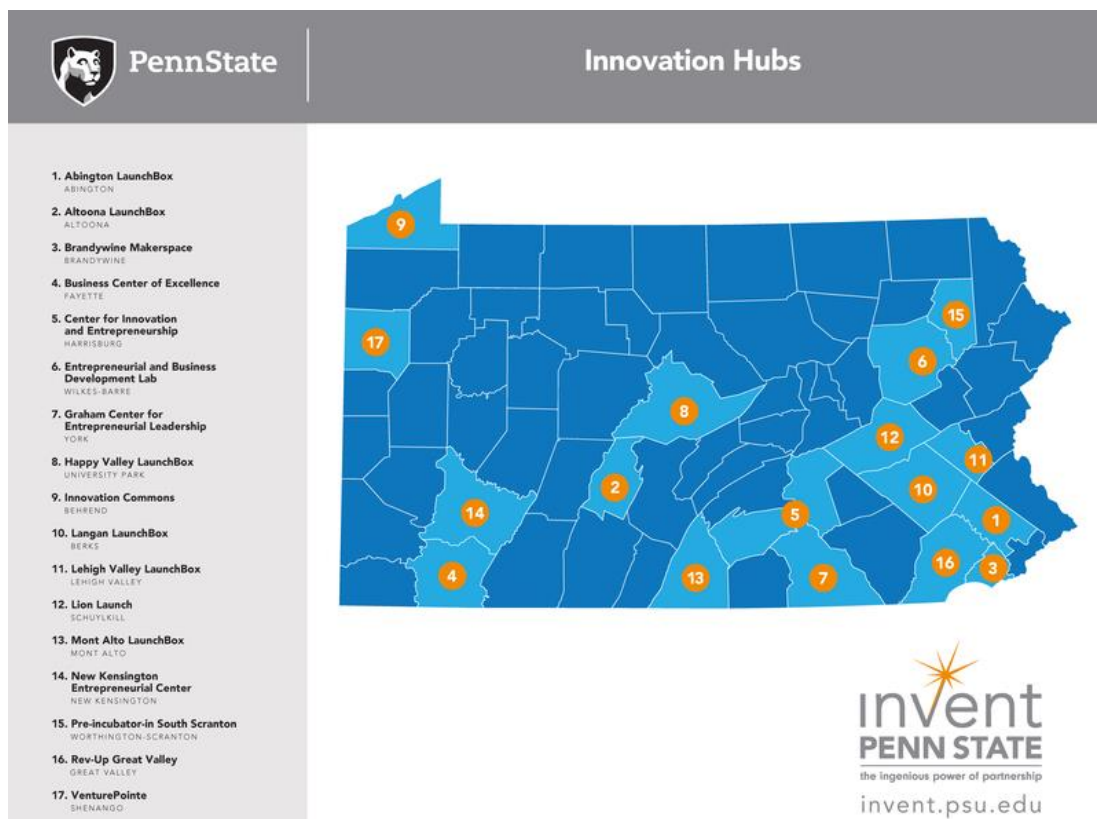 PennState
Innovation Hubs
1. Abington LaunchBox
ABINGTON
2. Altoona LaunchBox
ALTOONA
3. Brandywine Makerspace
BRANDYWINE
4. Business Center of Excellence
FAYETTE
5. Center for Innovation
and Entrepreneurship
HARRISBURG
6. Entrepreneurial and Business
Development Lab
WILKES-BARRE
7. Graham Center for
Entrepreneurial Leadership
YORK
8. Happy Valley LaunchBox
UNIVERSITY PARK
9. Innovation Commons
BEHREND
10. Langan LaunchBox
BERKS
11. Lehigh Valley LaunchBox
LEHIGH VALLEY
12. Lion Launch
SCHUYLKILL
13. Mont Alto LaunchBox
MONT ALTO
14. New Kensington
Entrepreneurial Center
NEW KENSINGTON
15. Pre-incubator-in South Scranton
WORTHINGTON-SCRANTON
16. Rev-Up Great Valley
GREAT VALLEY
17. VenturePointe
SHENANGO
9
15
17
6
8
12
11
2
10
14
5
1
16
3
4
13
7
invent
PENN STATE
the ingenious power of partnership
invent.psu.edu